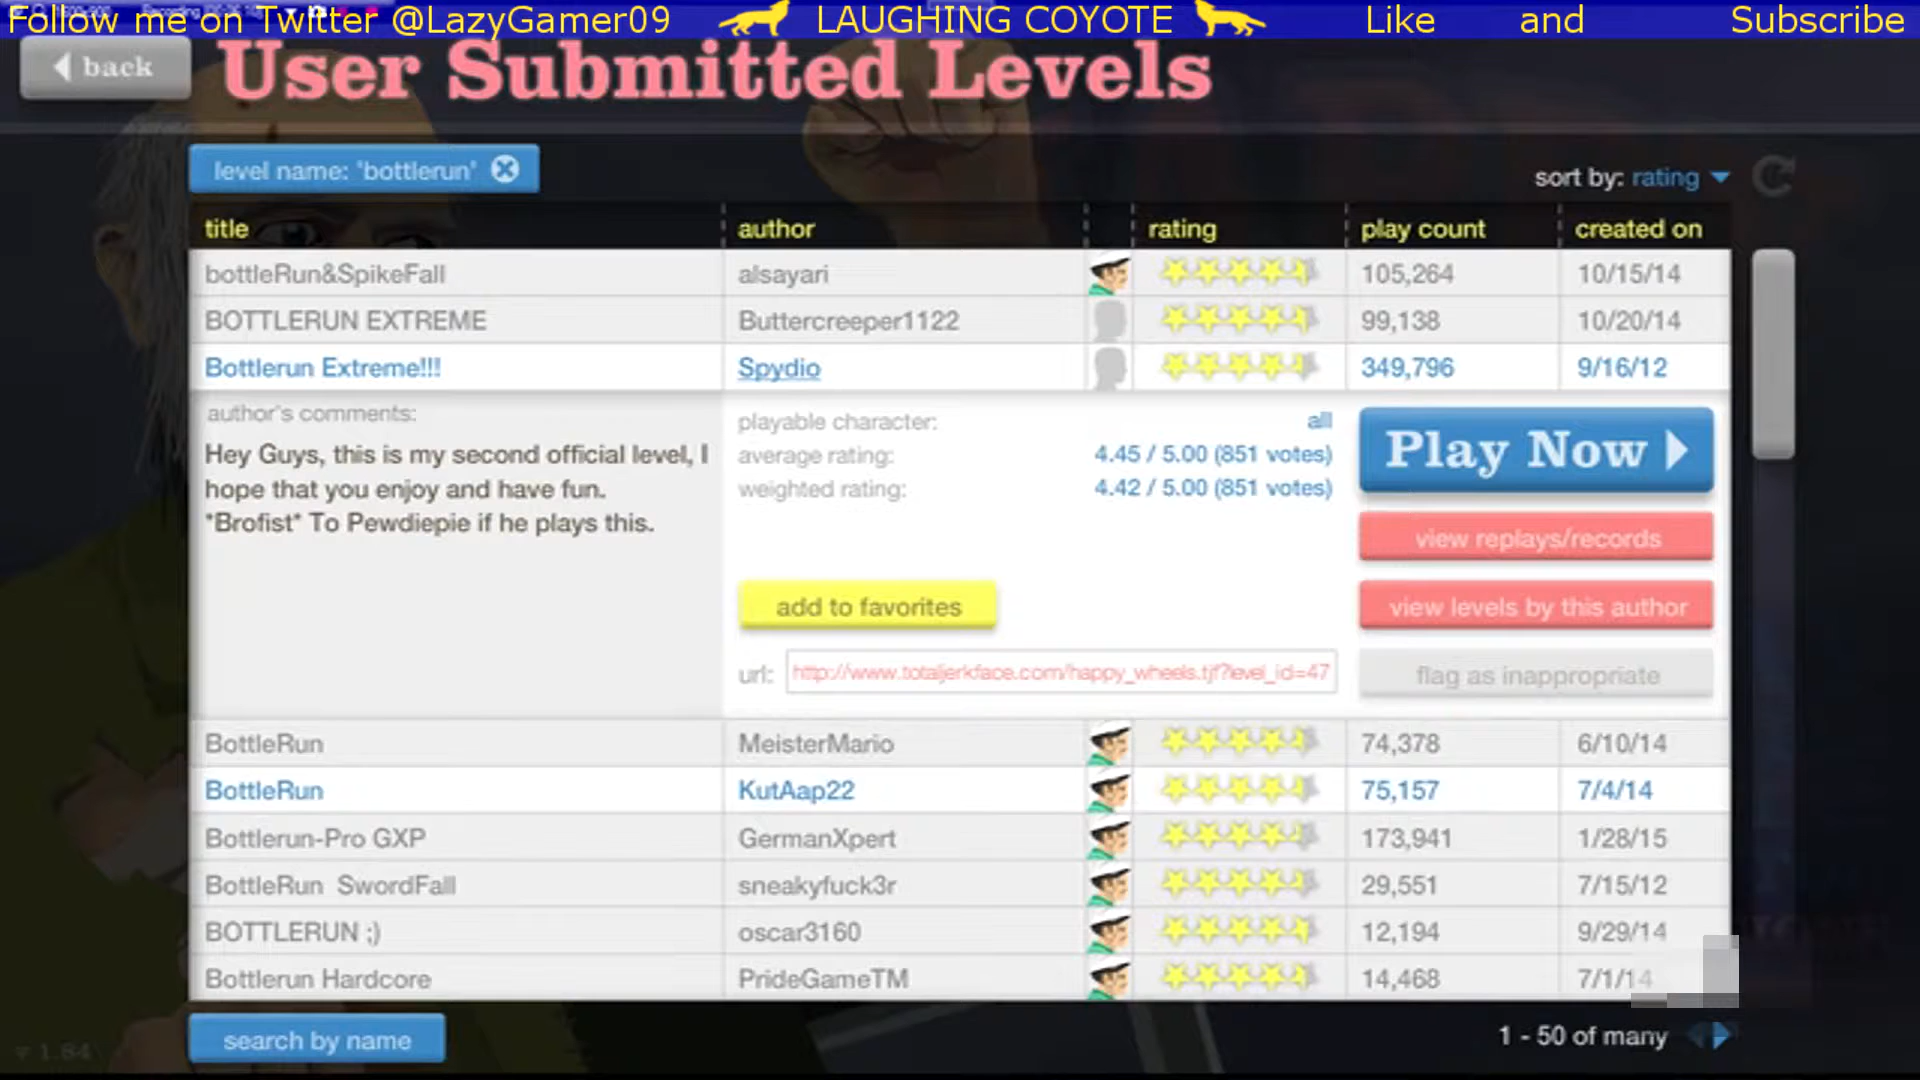 Follow me on Twitter @LazyGamer09 LAUGHING COYOTE Like and Subscribe
back User Submitted Levels
level name: 'bottlerun' sort by: rating
title author rating play count created on
bottleRun&SpikeFall alsayari 105,264 10/15/14
BOTTLERUN EXTREME Buttercreeper1122 99,138 10/20/14
Bottlerun Extreme!!! Spydio 349,796 9/16/12
author's comments:
Hey Guys, this is my second official level, I
hope that you enjoy and have fun.
*Brofist* To Pewdiepie if he plays this.
playable character: all
average rating: 4.45 / 5.00 (851 votes)
weighted rating: 4.42 / 5.00 (851 votes)
add to favorites
url: http://www.totaljerkface.com/happy_wheels.tjf?level_id=47
Play Now
view replays/records
view levels by this author
flag as inappropriate
BottleRun MeisterMario 74,378 6/10/14
BottleRun KutAap22 75,157 7/4/14
Bottlerun-Pro GXP GermanXpert 173,941 1/28/15
BottleRun SwordFall sneakyfuck3r 29,551 7/15/12
BOTTLERUN ;) oscar3160 12,194 9/29/14
Bottlerun Hardcore PrideGameTM 14,468 7/1/14
search by name 1 - 50 of many
v 1.84